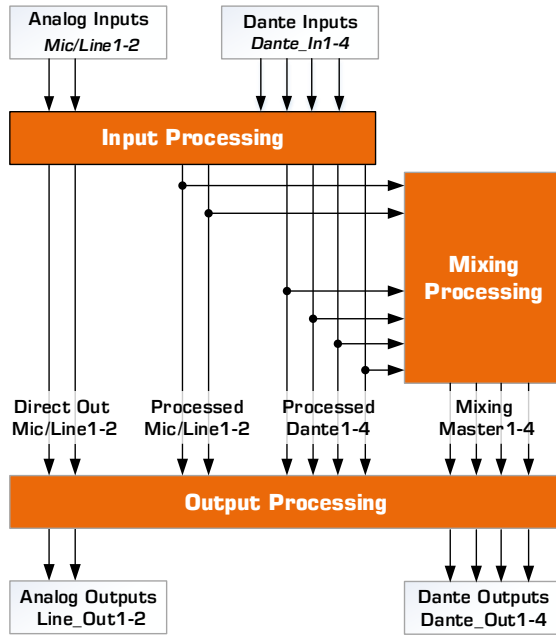 Analog Inputs
Mic/Line1-2
Dante Inputs
Dante_In1-4
Input Processing
Mixing
Processing
Direct Out
Mic/Line1-2
Processed
Mic/Line1-2
Processed
Dante1-4
Mixing
Master1-4
Output Processing
Analog Outputs
Line_Out1-2
Dante Outputs
Dante_Out1-4